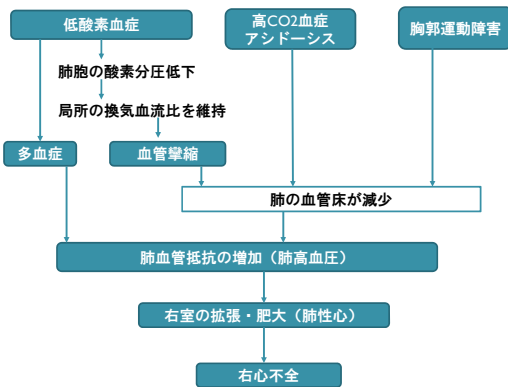 低酸素血症
高CO2血症
アシドーシス
胸郭運動障害
肺胞の酸素分圧低下
局所の換気血流比を維持
多血症
血管攣縮
肺の血管床が減少
肺血管抵抗の増加（肺高血圧）
右室の拡張・肥大（肺性心）
右心不全